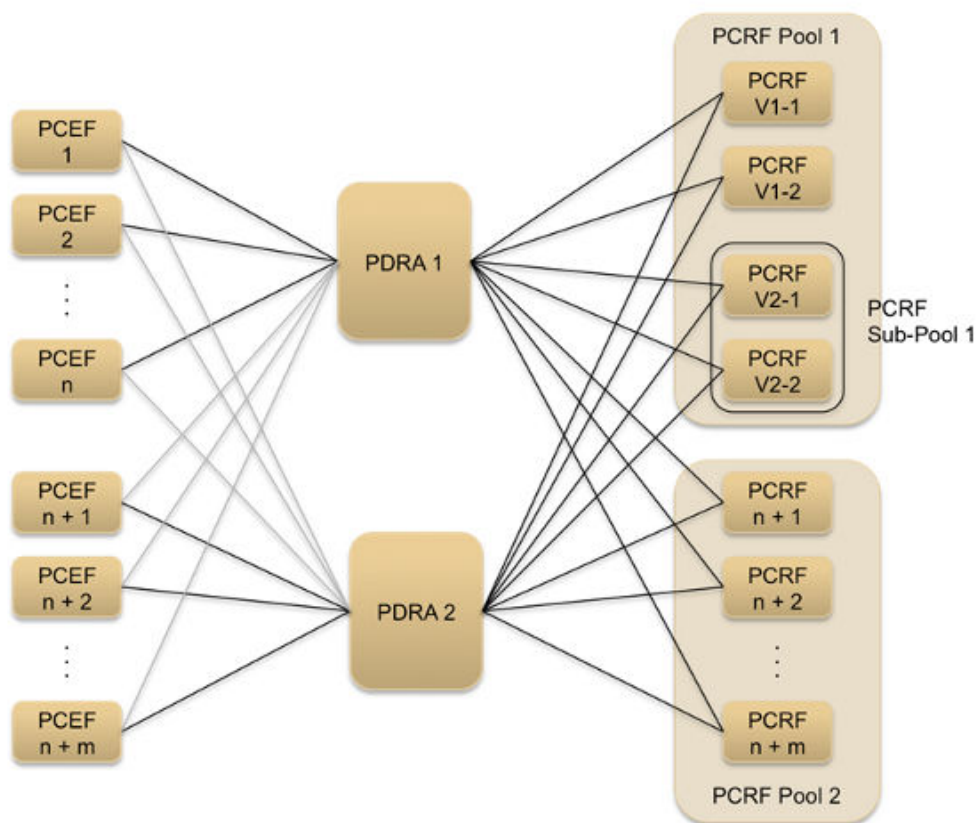 PCEF
1
PCEF
2
PCEF
n
PCEF
n + 1
PCEF
n + 2
PCEF
n + m
PDRA 1
PDRA 2
PCRF Pool 1
PCRF
V1-1
PCRF
V1-2
PCRF
V2-1
PCRF
V2-2
PCRF
Sub-Pool 1
PCRF
n + 1
PCRF
n + 2
PCRF
n + m
PCRF Pool 2